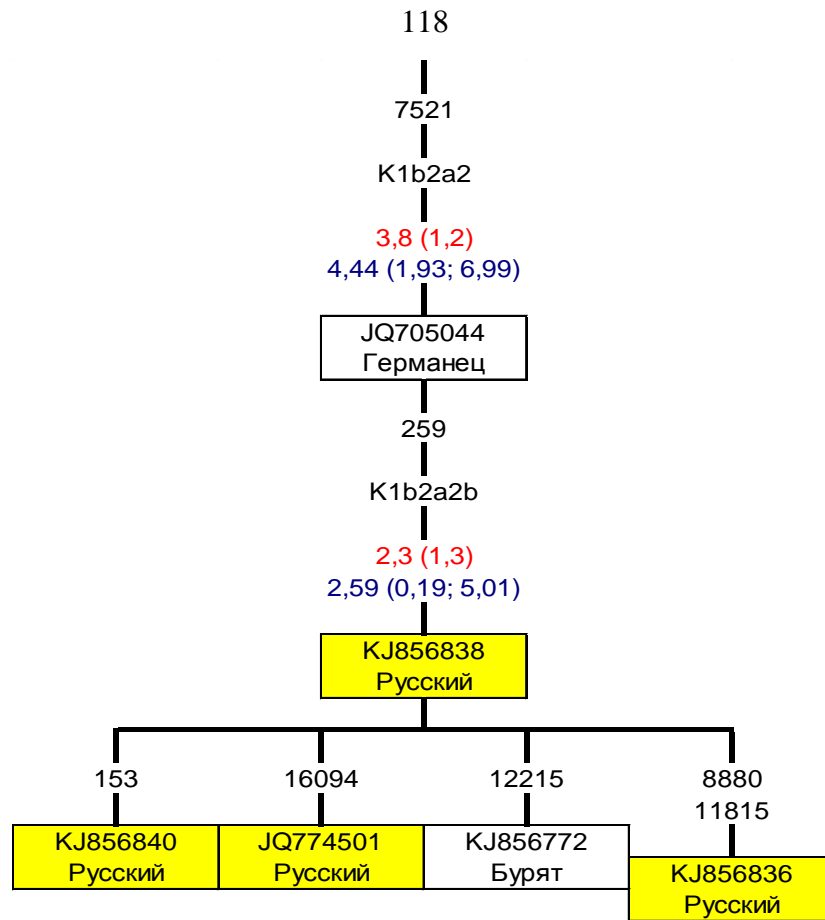 118
7521
K1b2a2
3,8 (1,2)
4,44 (1,93; 6,99)
JQ705044
Германец
259
K1b2a2b
2,3 (1,3)
2,59 (0,19; 5,01)
KJ856838
Русский
153
16094
12215
8880
11815
KJ856840
Русский
JQ774501
Русский
KJ856772
Бурят
KJ856836
Русский